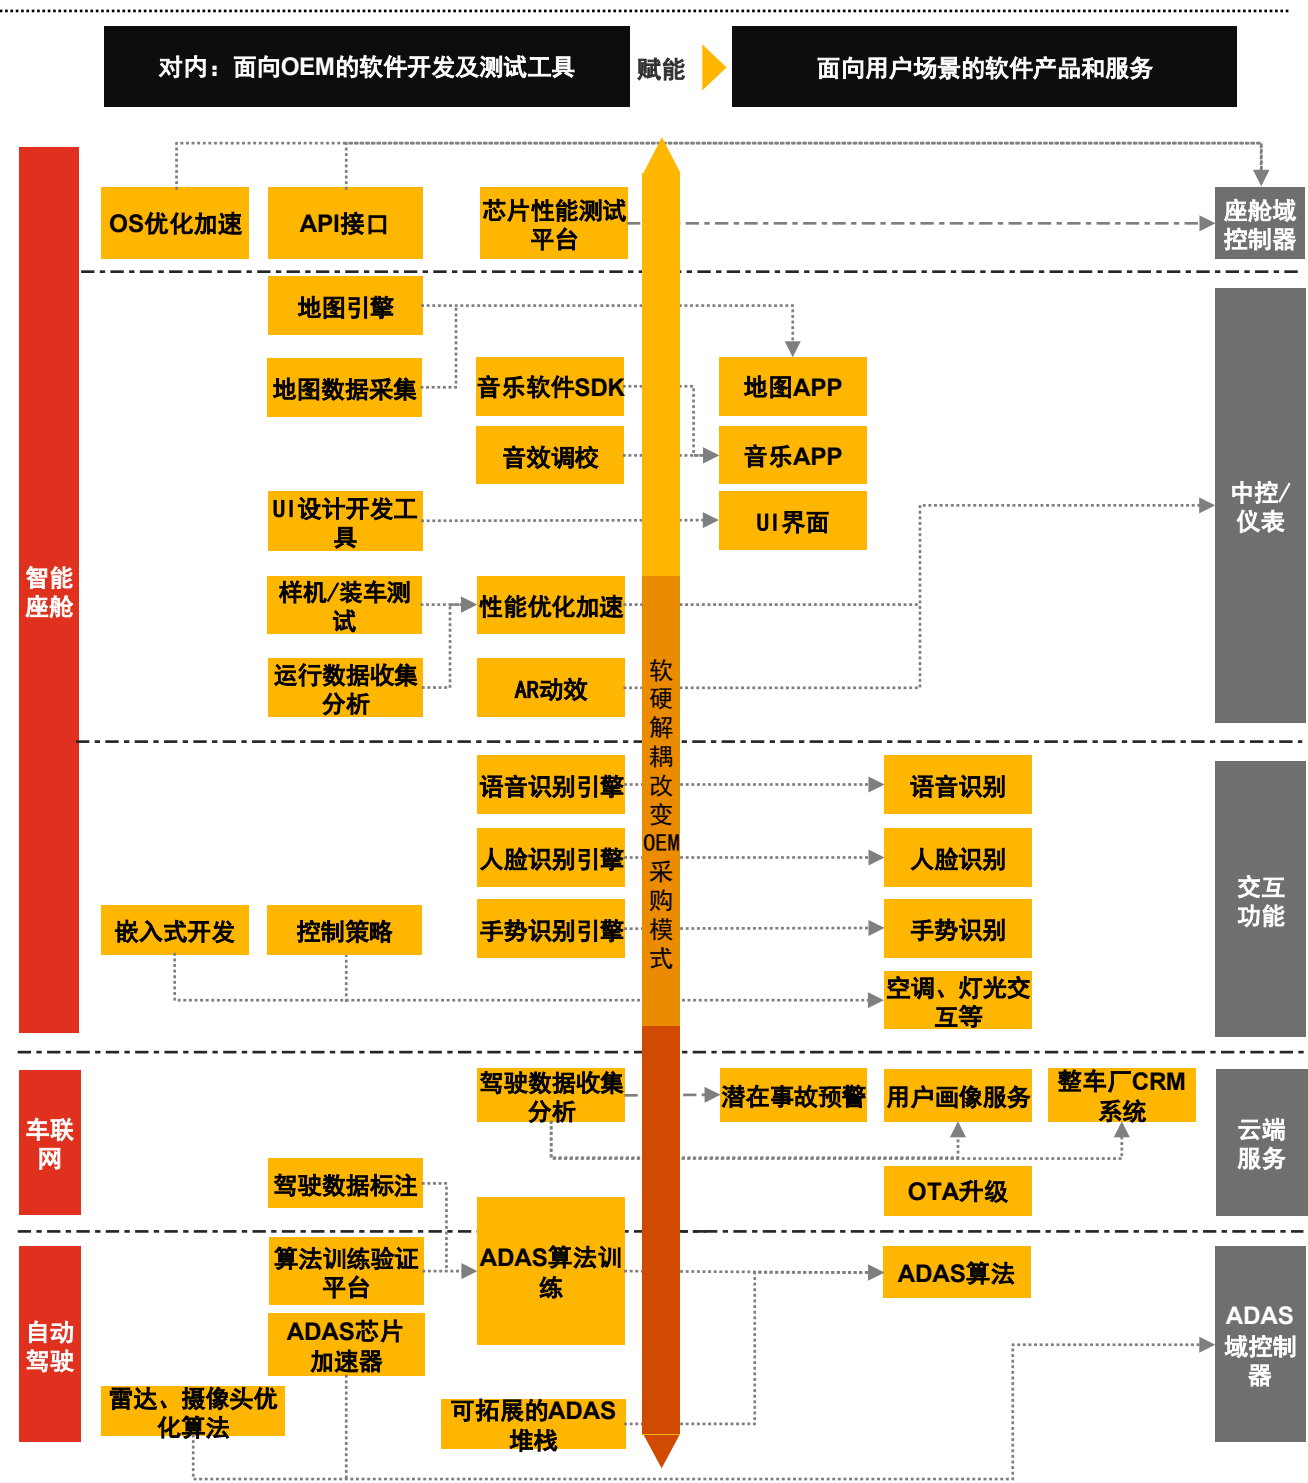 对内：面向OEM的软件开发及测试工具
赋能
面向用户场景的软件产品和服务
智能
座舱
OS优化加速
API接口
芯片性能测试
平台
座舱域
控制器
地图引擎
地图数据采集
音乐软件SDK
地图APP
音效调校
音乐APP
UI设计开发工
具
UI界面
中控/
仪表
样机/装车测
试
性能优化加速
运行数据收集
分析
AR动效
软
硬
解
耦
改
变
OEM
采
购
模
式
语音识别引擎
语音识别
人脸识别引擎
人脸识别
嵌入式开发
控制策略
手势识别引擎
手势识别
空调、灯光交
互等
交互
功能
车联
网
驾驶数据收集
分析
潜在事故预警
用户画像服务
整车厂CRM
系统
云端
服务
驾驶数据标注
OTA升级
自动
驾驶
算法训练验证
平台
ADAS算法训
练
ADAS算法
ADAS芯片
加速器
ADAS
域控制
器
雷达、摄像头优
化算法
可拓展的ADAS
堆栈